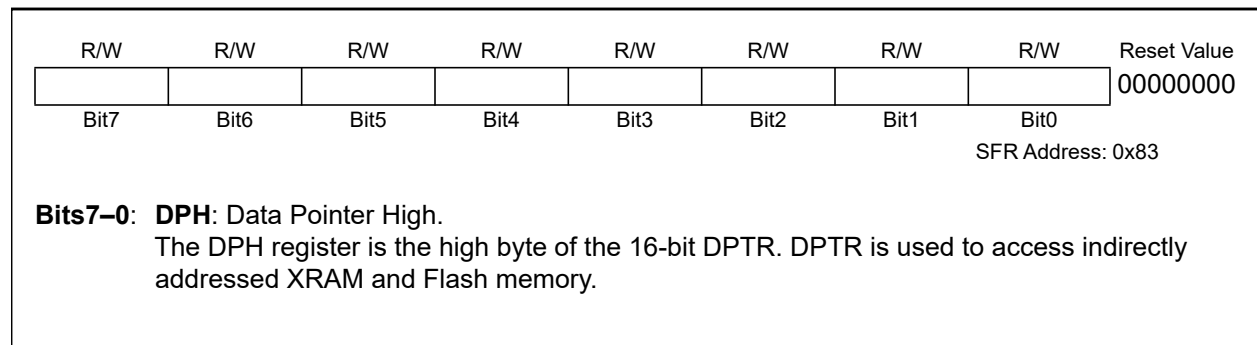 R/W R/W R/W R/W R/W R/W R/W R/W Reset Value
00000000
Bit7 Bit6 Bit5 Bit4 Bit3 Bit2 Bit1 Bit0
SFR Address: 0x83
Bits7–0: DPH: Data Pointer High.
The DPH register is the high byte of the 16-bit DPTR. DPTR is used to access indirectly
addressed XRAM and Flash memory.